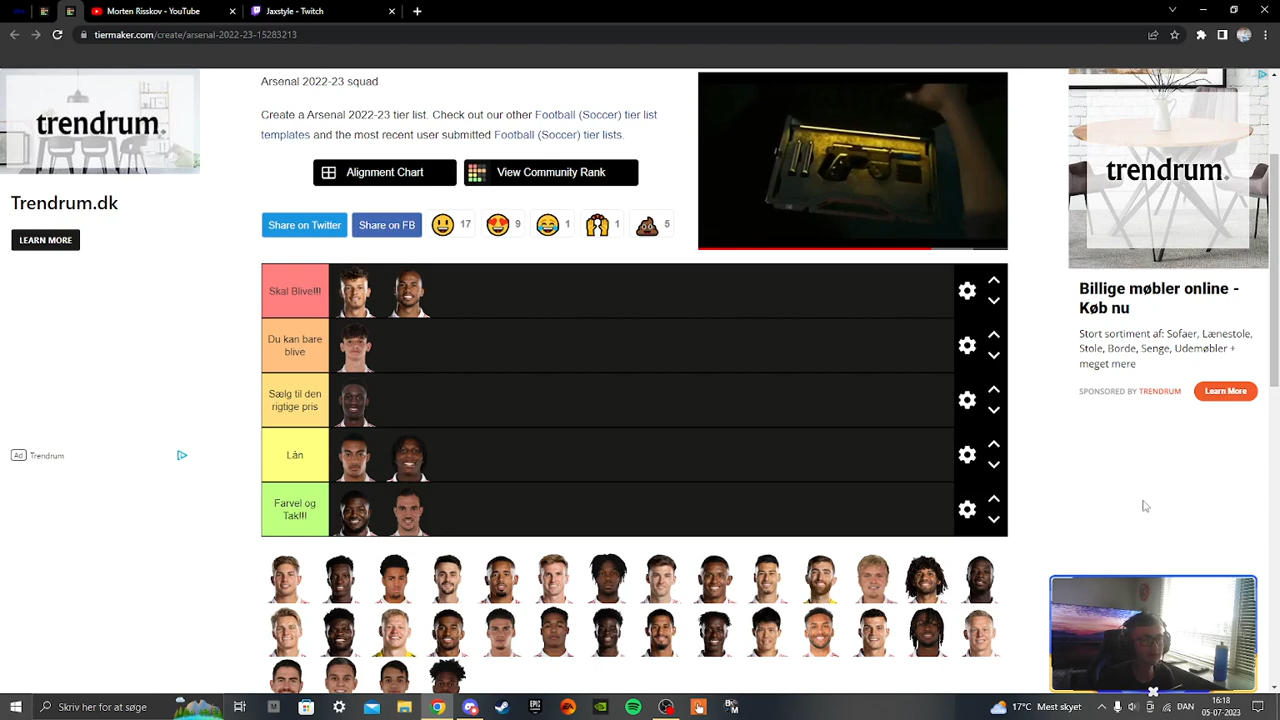 Morten Risskov - YouTube
Jaxstyle - Twitch
tiermaker.com/create/arsenal-2022-23-15283213
trendrum.
Trendrum.dk
LEARN MORE
Ad Trendrum
Arsenal 2022-23 squad
Create a Arsenal 2022-23 tier list. Check out our other Football (Soccer) tier list
templates and the most recent user submitted Football (Soccer) tier lists.
Alignment Chart
View Community Rank
Share on Twitter
Share on FB
17
9
1
1
5
Skal Blive!!!
Du kan bare
blive
Sælg til den
rigtige pris
Lån
Farvel og
Tak!!!
trendrum.
Billige møbler online -
Køb nu
Stort sortiment af: Sofaer, Lænestole,
Stole, Borde, Senge, Udemøbler +
meget mere
SPONSORED BY TRENDRUM
Learn More
Skriv her for at søge
17°C Mest skyet
DAN
16:18
05-07-2023